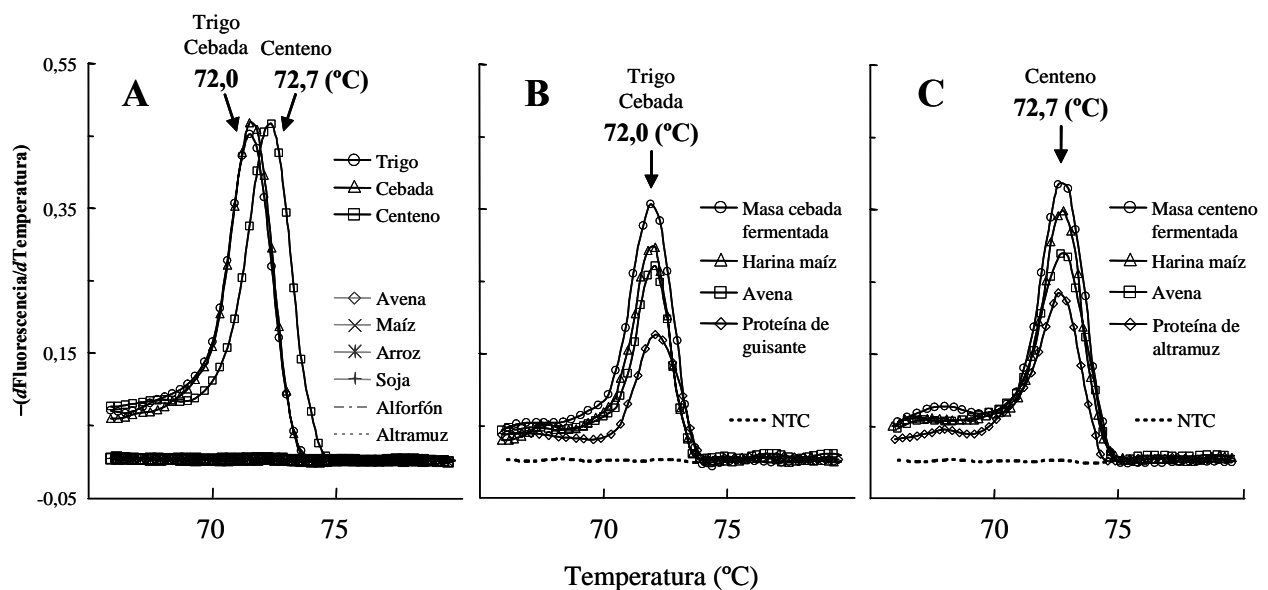 Trigo
Cebada
72,0
Centeno
72,7 (ºC)
A
Trigo
Cebada
Centeno
Avena
Maíz
Arroz
Soja
Alforfón
Altramuz
−(dFluorescencia/dTemperatura)
0,55
0,35
0,15
-0,05
70
75
B
Trigo
Cebada
72,0 (ºC)
Masa cebada
fermentada
Harina maíz
Avena
Proteína de
guisante
NTC
70
75
C
Centeno
72,7 (ºC)
Masa centeno
fermentada
Harina maíz
Avena
Proteína de
altramuz
NTC
70
75
Temperatura (ºC)